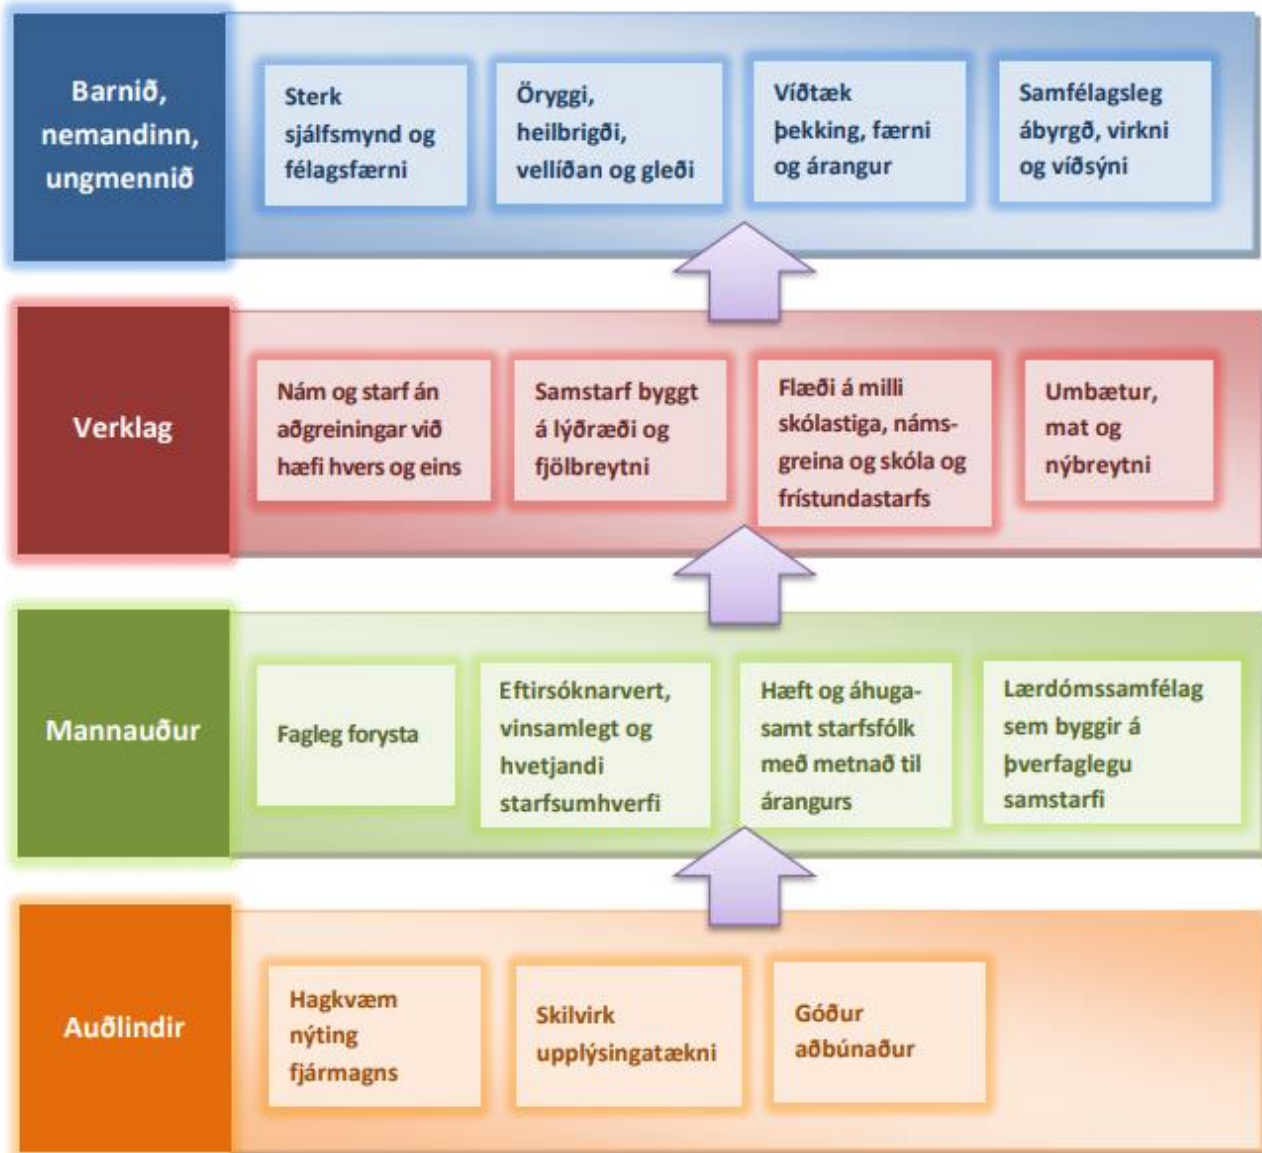 Barnið,
nemandinn,
ungmennið
Sterk
sjálfsmynd og
félagsfærni
Öryggi,
heilbrigði,
vellíðan og gleði
Víðtæk
þekking, færni
og árangur
Samfélagsleg
ábyrgð, virkni
og víðsýni
Verklag
Nám og starf án
aðgreiningar við
hæfi hvers og eins
Samstarf byggt
á lýðræði og
fjölbreytni
Flæði á milli
skólastiga, náms-
greina og skóla og
frístundastarfs
Umbætur,
mat og
nýbreytni
Mannauður
Fagleg forysta
Eftirsóknarvert,
vinsamlegt og
hvetjandi
starfsumhverfi
Hæft og áhuga-
samt starfsfólk
með metnað til
árangurs
Lærdómssamfélag
sem byggir á
þverfaglegu
samstarfi
Auðlindir
Hagkvæm
nýting
fjármagns
Skilvirk
upplýsingatækni
Góður
aðbúnaður